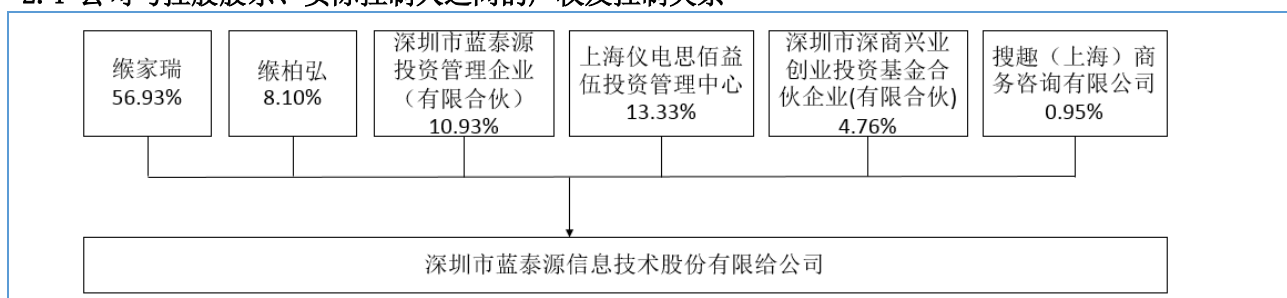 缑家瑞
56.93%
缑柏弘
8.10%
深圳市蓝泰源
投资管理企业
（有限合伙）
10.93%
上海仪电思佰益
伍投资管理中心
13.33%
深圳市深商兴业
创业投资基金合
伙企业(有限合伙)
4.76%
搜趣（上海）商
务咨询有限公司
0.95%
深圳市蓝泰源信息技术股份有限给公司